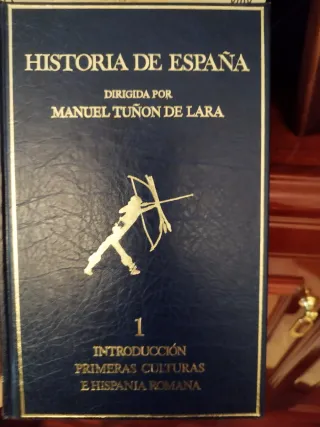 HISTORIA DE ESPAÑA
DIRIGIDA POR
MANUEL TUÑON DE LARA
1
INTRODUCCIÓN
PRIMERAS CULTURAS
E HISPANIA ROMANA